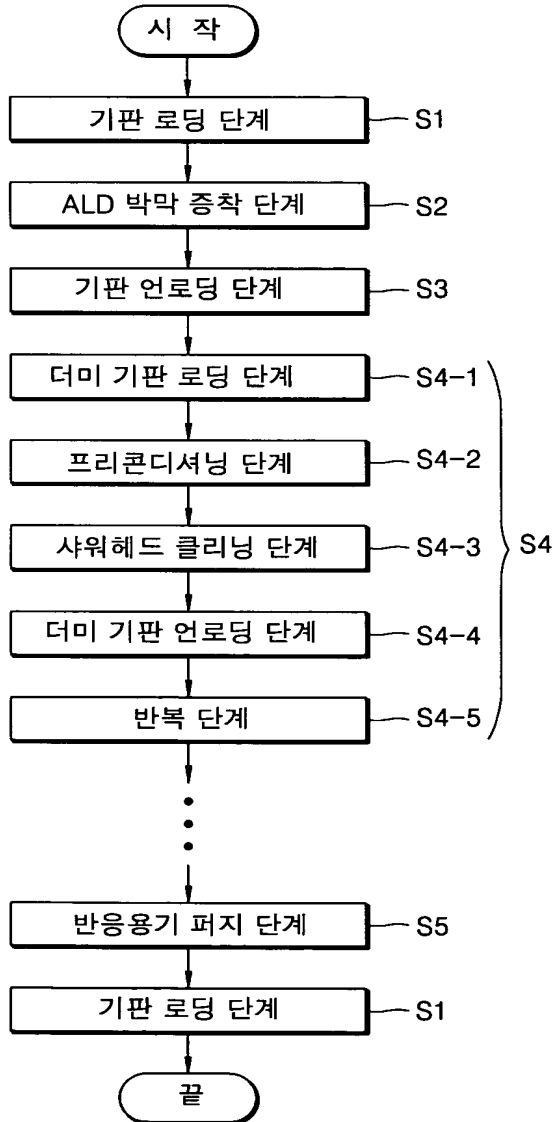 시 작
기판 로딩 단계 S1
ALD 박막 증착 단계 S2
기판 언로딩 단계 S3
더미 기판 로딩 단계 S4-1
프리콘디셔닝 단계 S4-2
S4
샤워헤드 클리닝 단계 S4-3
더미 기판 언로딩 단계 S4-4
반복 단계 S4-5
반응용기 퍼지 단계 S5
기판 로딩 단계 S1
끝